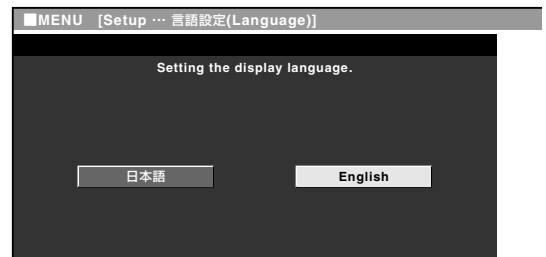 ■MENU [Setup … 言語設定(Language)]
Setting the display language.
日本語 English